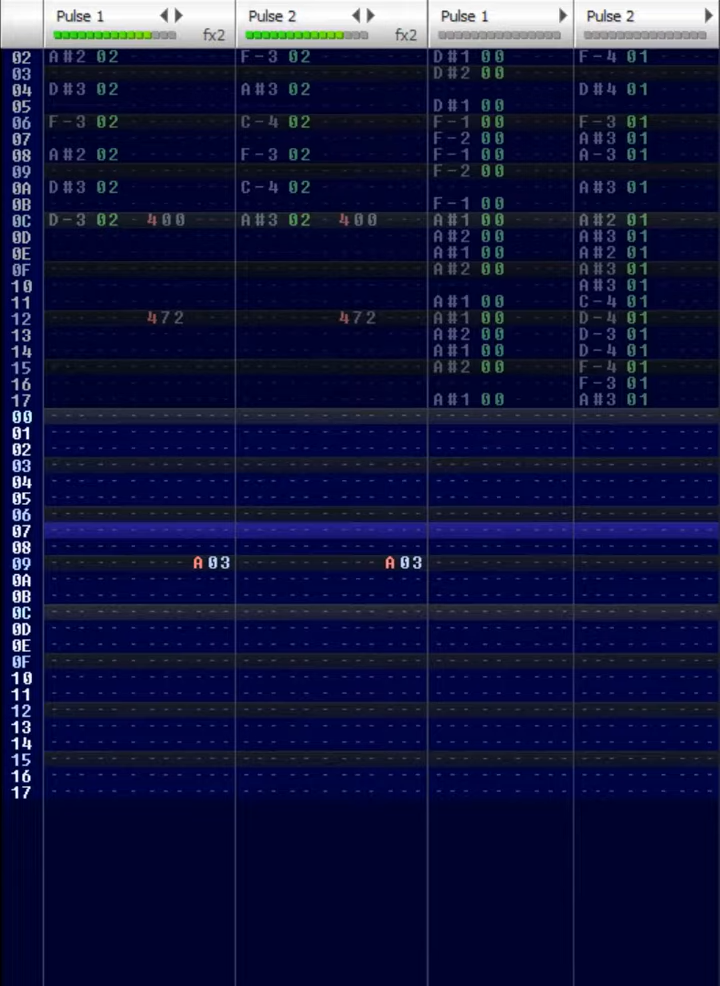 Pulse 1 Pulse 2 Pulse 1 Pulse 2
fx2 fx2
02 A#2 02 F-3 02 D#1 00 F-4 01
03 D#2 00
04 D#3 02 A#3 02 D#4 01
05 D#1 00
06 F-3 02 C-4 02 F-1 00 F-3 01
07 F-2 00 A#3 01
08 A#2 02 F-3 02 F-1 00 A-3 01
09 F-2 00
0A D#3 02 C-4 02 A#3 01
0B F-1 00
0C D-3 02 400 A#3 02 400 A#1 00 A#2 01
0D A#2 00 A#3 01
0E A#1 00 A#2 01
0F A#2 00 A#3 01
10 A#3 01
11 A#1 00 C-4 01
12 472 472 A#1 00 D-4 01
13 A#2 00 D-3 01
14 A#1 00 D-4 01
15 A#2 00 F-4 01
16 F-3 01
17 A#1 00 A#3 01
00
01
02
03
04
05
06
07
08
09 A03 A03
0A
0B
0C
0D
0E
0F
10
11
12
13
14
15
16
17